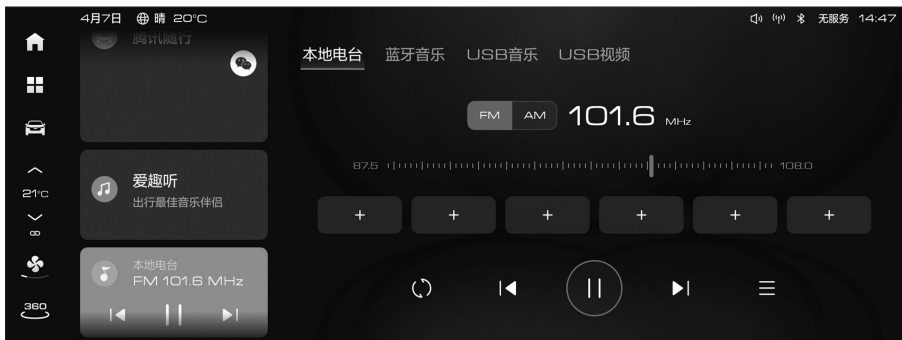 4月7日 晴 20°C
无服务 14:47
腾讯随行
本地电台 蓝牙音乐 USB音乐 USB视频
FM AM 101.6 MHz
87.5 108.0
21°C
爱趣听
出行最佳音乐伴侣
+ + + + + +
本地电台
FM 101.6 MHz
360